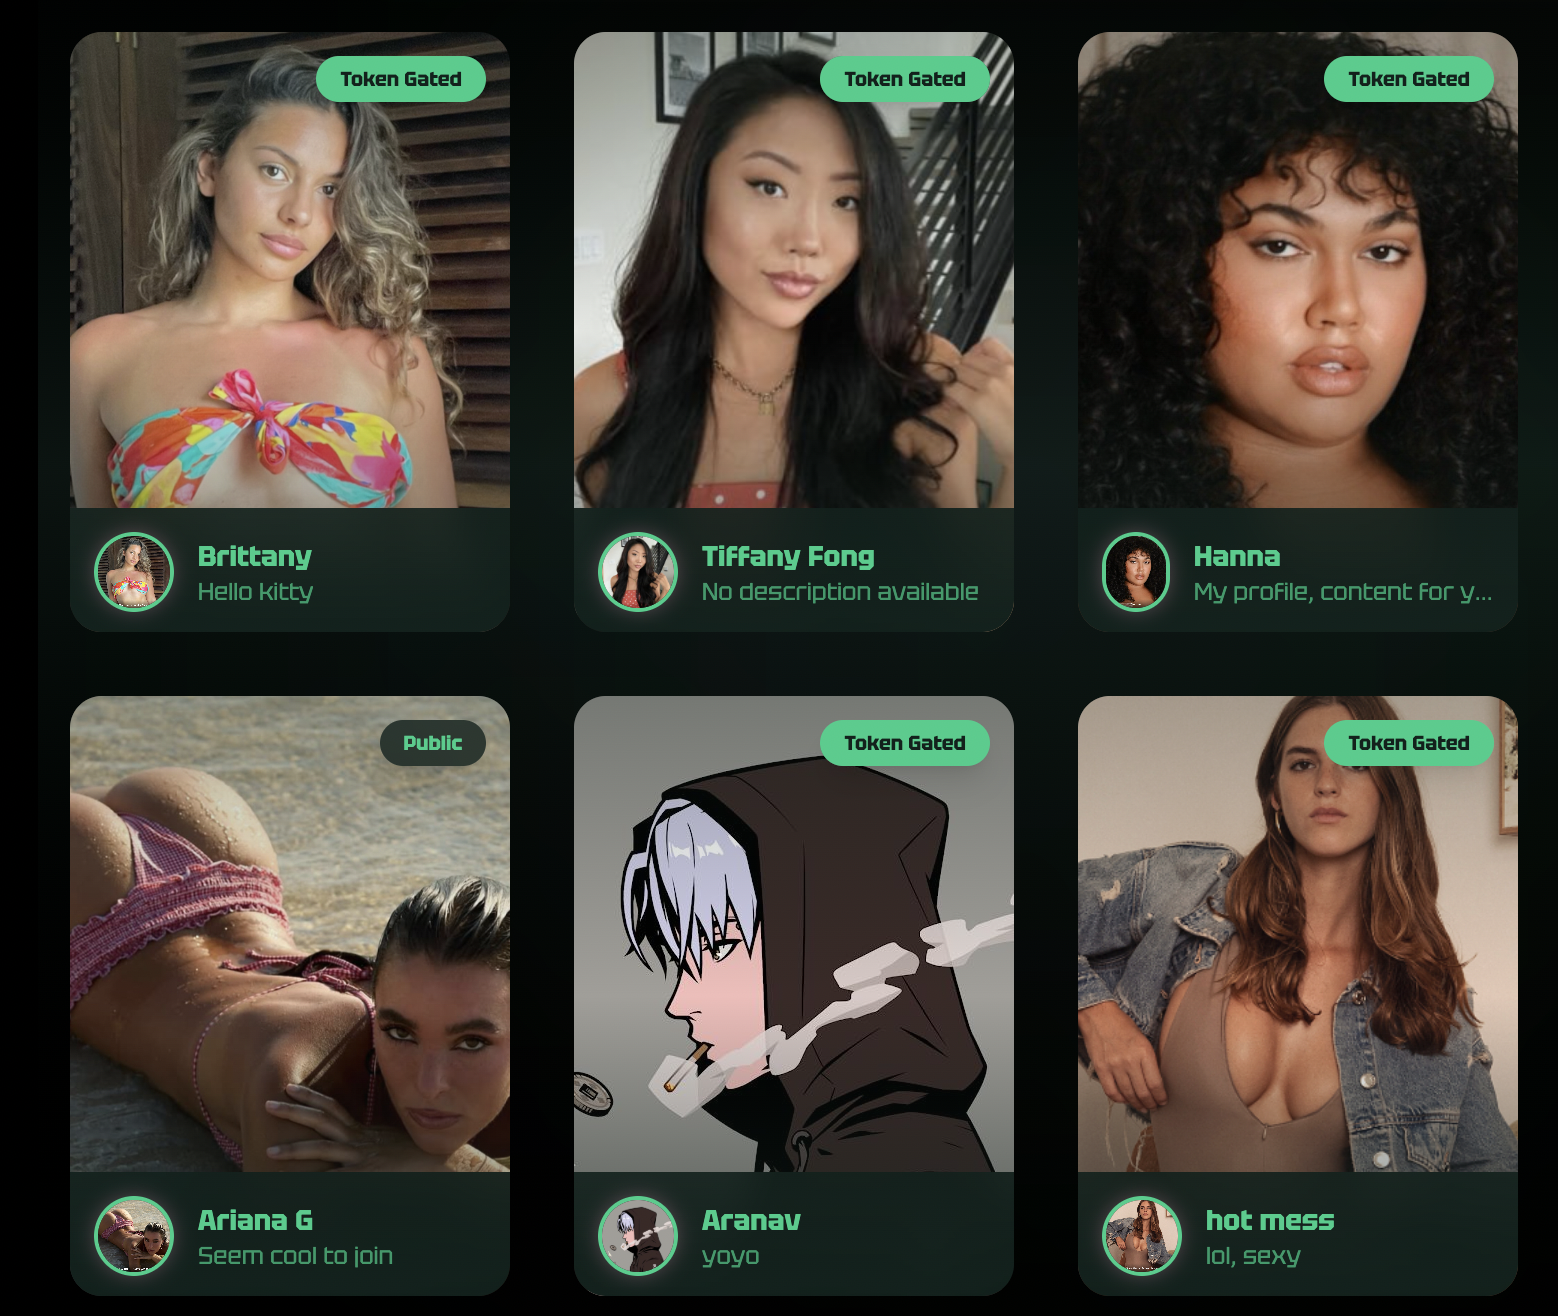 Token Gated
Token Gated
Token Gated
Brittany
Hello kitty
Tiffany Fong
No description available
Hanna
My profile, content for y...
Public
Token Gated
Token Gated
Ariana G
Seem cool to join
Aranav
yoyo
hot mess
lol, sexy